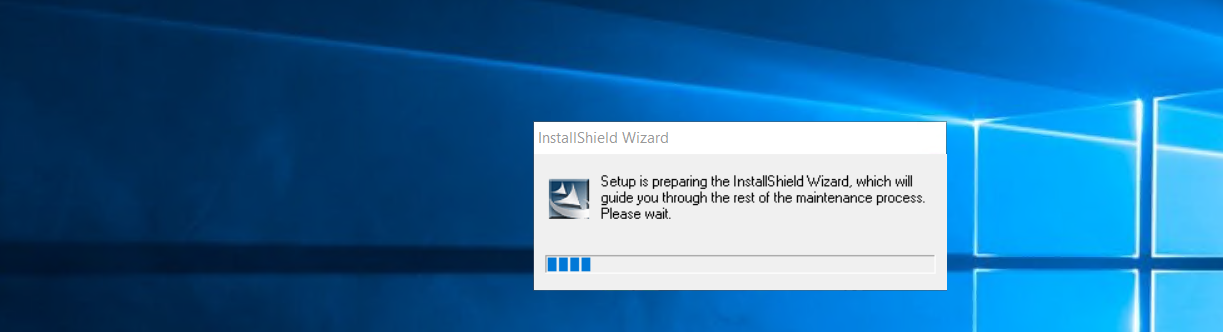 InstallShield Wizard
Setup is preparing the InstallShield Wizard, which will
guide you through the rest of the maintenance process.
Please wait.